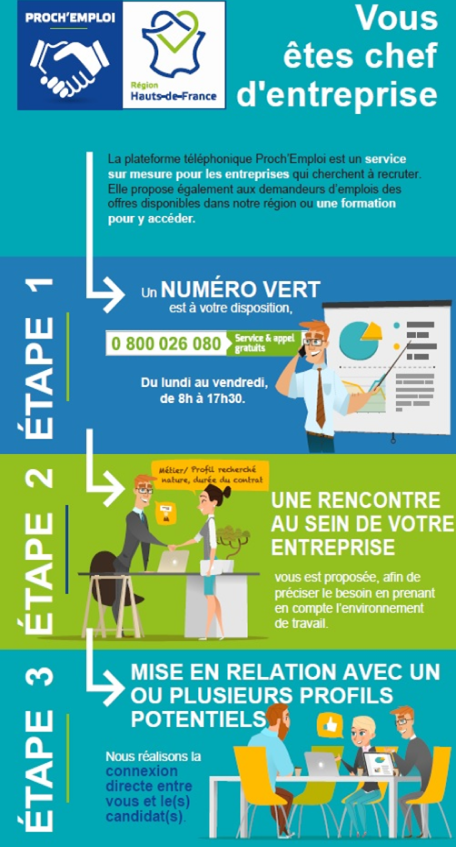 PROCH'EMPLOI
Région
Hauts-de-France
Vous
êtes chef
d'entreprise
La plateforme téléphonique Proch'Emploi est un service
sur mesure pour les entreprises qui cherchent à recruter.
Elle propose également aux demandeurs d'emplois des
offres disponibles dans notre région ou une formation
pour y accéder.
ÉTAPE 1
Un NUMÉRO VERT
est à votre disposition,
0 800 026 080
Service & appel
gratuits
Du lundi au vendredi,
de 8h à 17h30.
ÉTAPE 2
Métier/ Profil recherché
nature, durée du contrat
UNE RENCONTRE
AU SEIN DE VOTRE
ENTREPRISE
vous est proposée, afin de
préciser le besoin en prenant
en compte l'environnement
de travail.
ÉTAPE 3
MISE EN RELATION AVEC UN
OU PLUSIEURS PROFILS
POTENTIELS
Nous réalisons la
connexion
directe entre
vous et le(s)
candidat(s).